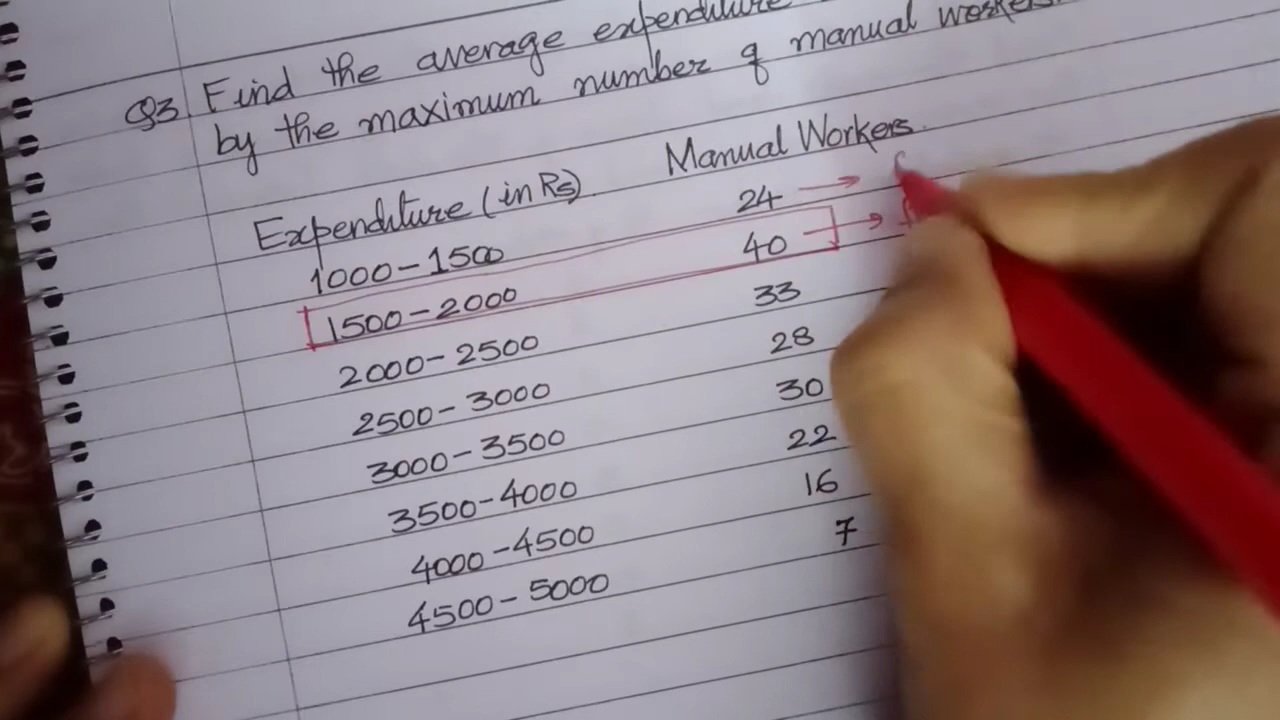 Q3. Find the average expenditure
by the maximum number of manual workers.
Expenditure (in Rs) Manual Workers.
1000-1500 24
1500-2000 40
2000-2500 33
2500-3000 28
3000-3500 30
3500-4000 22
4000-4500 16
4500-5000 7